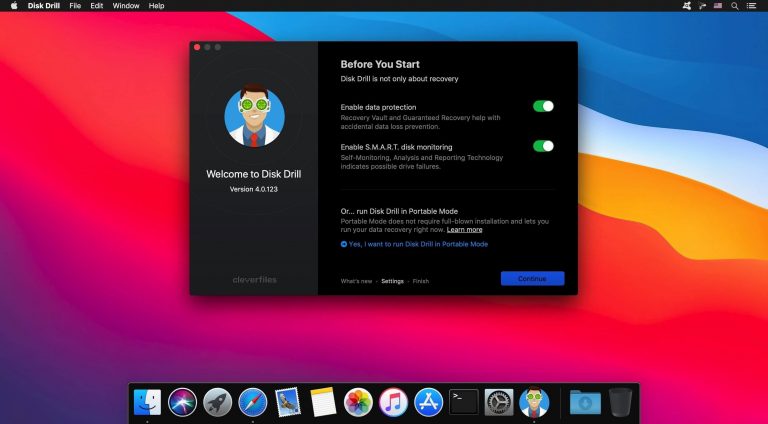 Disk Drill File Edit Window Help
Before You Start
Disk Drill is not only about recovery
Enable data protection
Recovery Vault and Guaranteed Recovery help with
accidental data loss prevention.
Enable S.M.A.R.T. disk monitoring
Self-Monitoring, Analysis and Reporting Technology
indicates possible drive failures.
Welcome to Disk Drill
Version 4.0.123
Or... run Disk Drill in Portable Mode
Portable Mode does not require full-blown installation and lets you
run your data recovery right now. Learn more
Yes, I want to run Disk Drill in Portable Mode
cleverfiles
What's new - Settings - Finish
Continue
>_